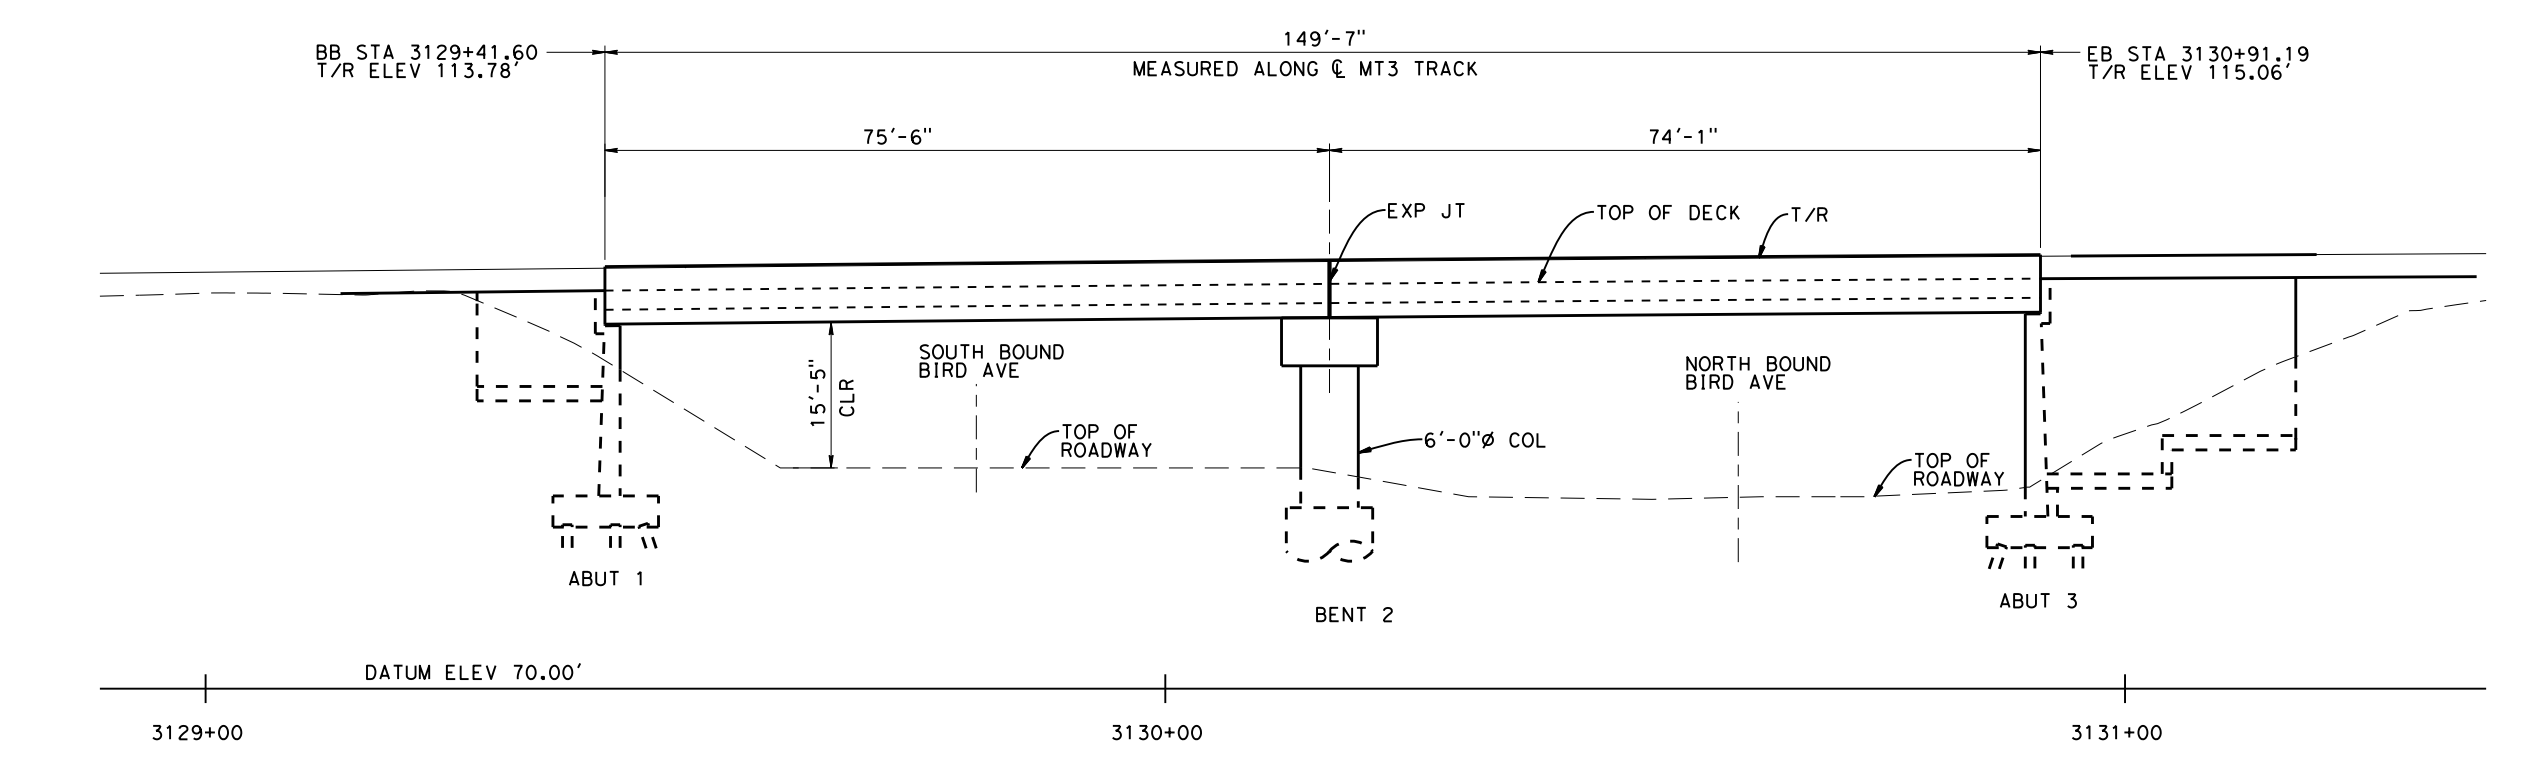 149'-7"
BB STA 3129+41.60
T/R ELEV 113.78'
MEASURED ALONG ℄ MT3 TRACK
EB STA 3130+91.19
T/R ELEV 115.06'
75'-6"
74'-1"
EXP JT
TOP OF DECK
T/R
SOUTH BOUND
BIRD AVE
15'-5"
CLR
NORTH BOUND
BIRD AVE
TOP OF
ROADWAY
6'-0"Ø COL
TOP OF
ROADWAY
ABUT 1
BENT 2
ABUT 3
DATUM ELEV 70.00'
3129+00
3130+00
3131+00